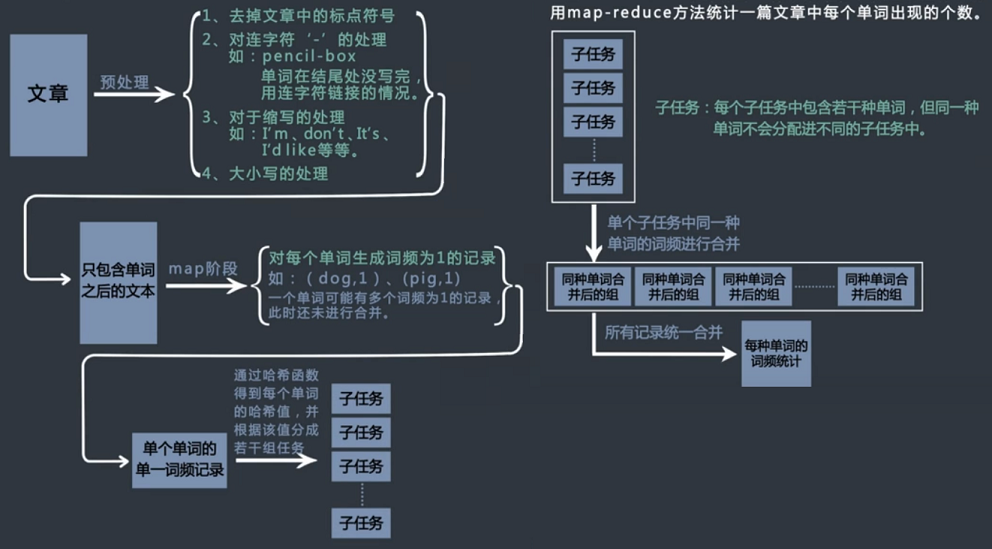 用map-reduce方法统计一篇文章中每个单词出现的个数。
文章
预处理
1、去掉文章中的标点符号
2、对连字符‘-’的处理
如：pencil-box
单词在结尾处没写完，
用连字符链接的情况。
3、对于缩写的处理
如：I'm、don't、It's、
I'd like等等。
4、大小写的处理
只包含单词
之后的文本
map阶段
对每个单词生成词频为1的记录
如：（dog,1）、(pig,1)
一个单词可能有多个词频为1的记录，
此时还未进行合并。
单个单词的
单一词频记录
通过哈希函数
得到每个单词
的哈希值，并
根据该值分成
若干组任务
子任务
子任务
子任务
子任务
子任务
子任务
子任务
子任务
子任务：每个子任务中包含若干种单词，但同一种
单词不会分配进不同的子任务中。
单个子任务中同一种
单词的词频进行合并
同种单词合
并后的组
同种单词合
并后的组
同种单词合
并后的组
同种单词合
并后的组
所有记录统一合并
每种单词的
词频统计